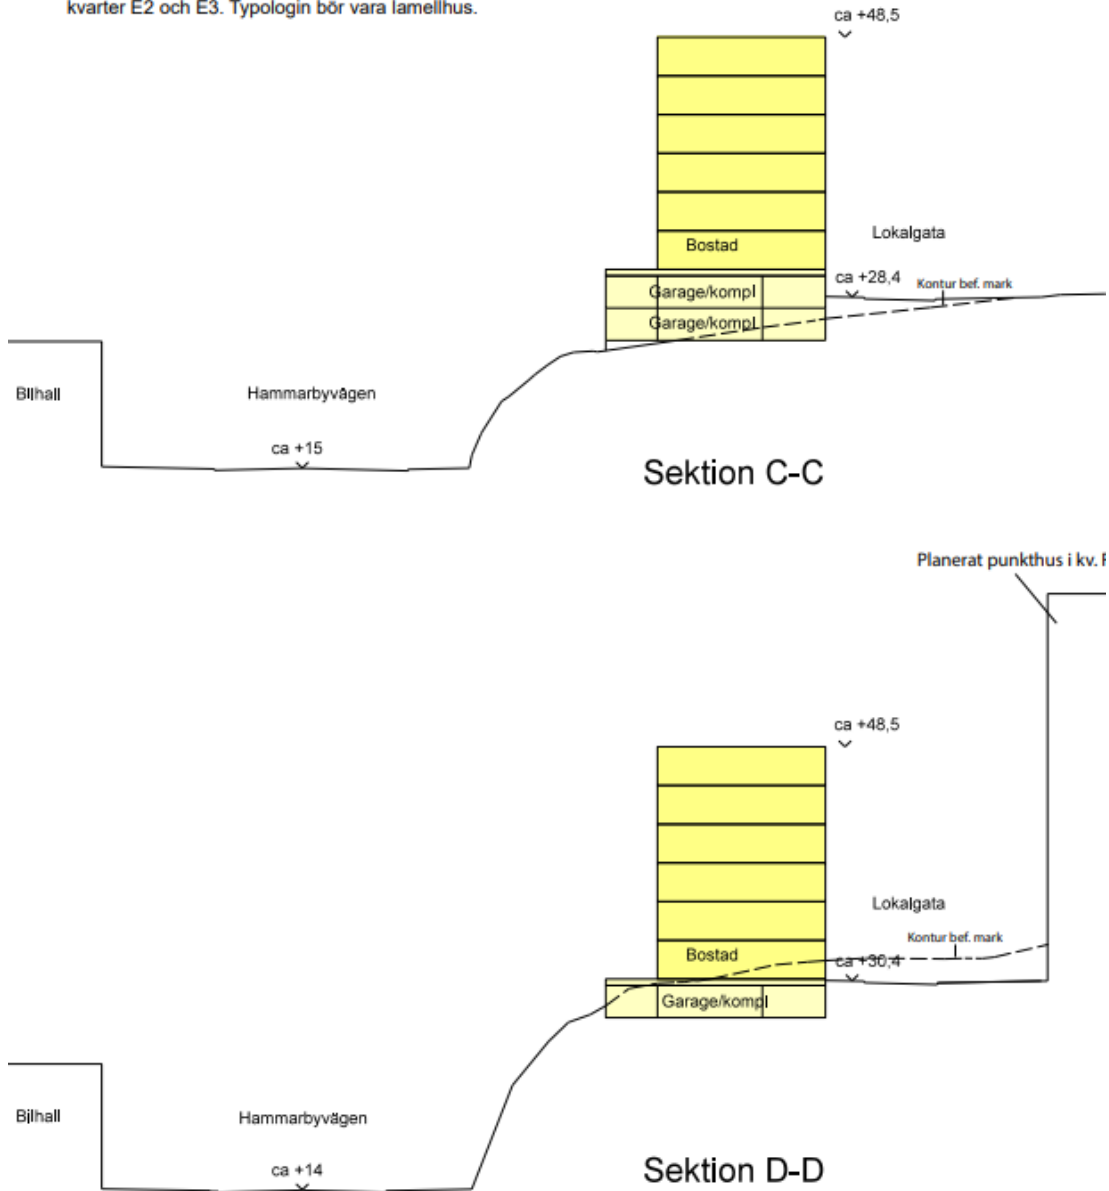 kvarter E2 och E3. Typologin bör vara lamellhus.
ca +48,5
Lokalgata
Bostad
ca +28,4
Kontur bef. mark
Garage/kompl
Garage/kompl
Bilhall
Hammarbyvägen
ca +15
Sektion C-C
Planerat punkthus i kv.
ca +48,5
Lokalgata
Kontur bef. mark
Bostad
ca +30,4
Garage/kompl
Bilhall
Hammarbyvägen
ca +14
Sektion D-D